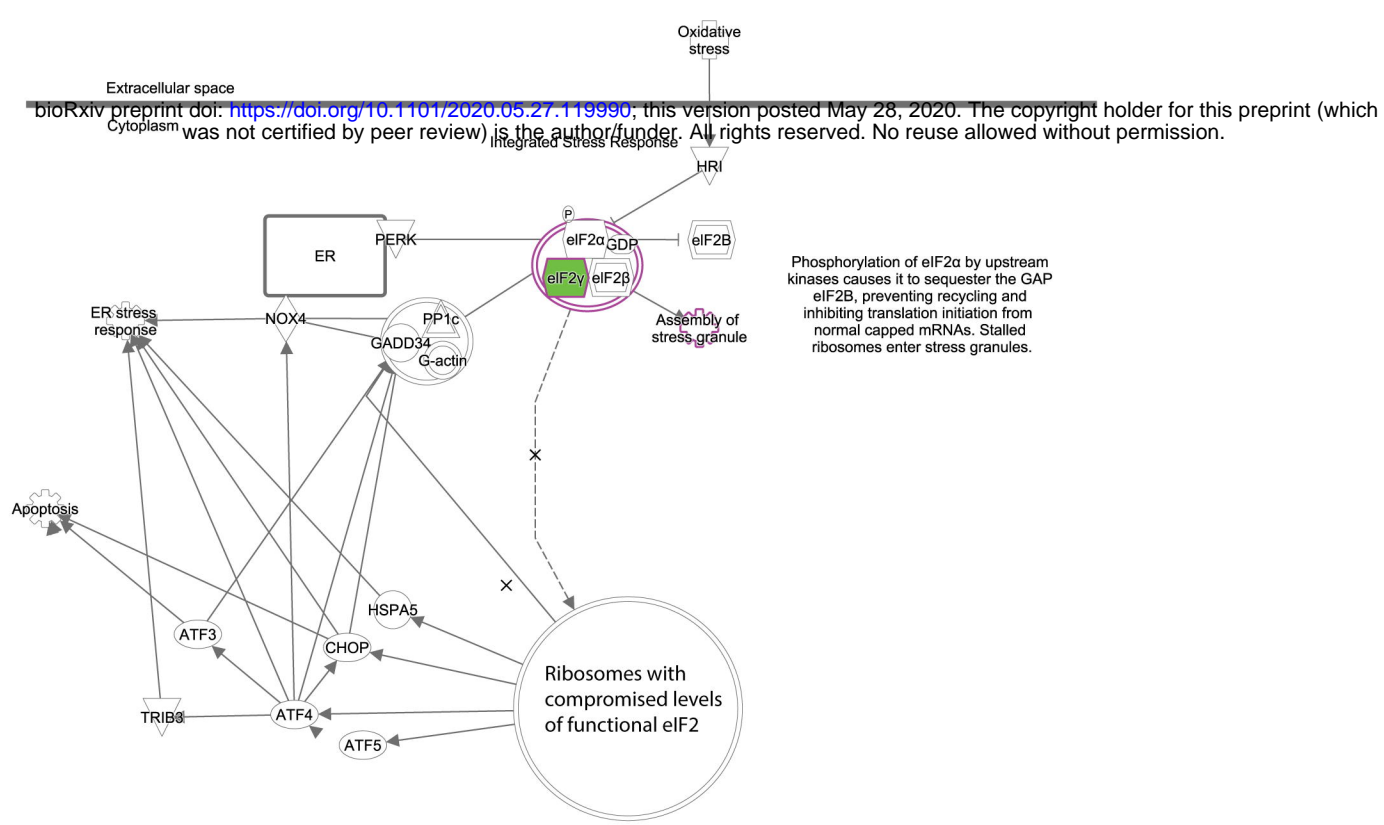 Oxidative
stress
Extracellular space
bioRxiv preprint doi: https://doi.org/10.1101/2020.05.27.119990; this version posted May 28, 2020. The copyright holder for this preprint (which
Cytoplasm
was not certified by peer review) is the author/funder. All rights reserved. No reuse allowed without permission.
Integrated Stress Response
HRI
P
PERK
eIF2α
GDP
eIF2B
ER
eIF2γ
eIF2β
Phosphorylation of eIF2α by upstream
kinases causes it to sequester the GAP
eIF2B, preventing recycling and
inhibiting translation initiation from
normal capped mRNAs. Stalled
ribosomes enter stress granules.
ER stress
response
NOX4
PP1c
GADD34
G-actin
Assembly of
stress granule
X
Apoptosis
X
HSPA5
ATF3
CHOP
Ribosomes with
compromised levels
of functional eIF2
TRIB3
ATF4
ATF5